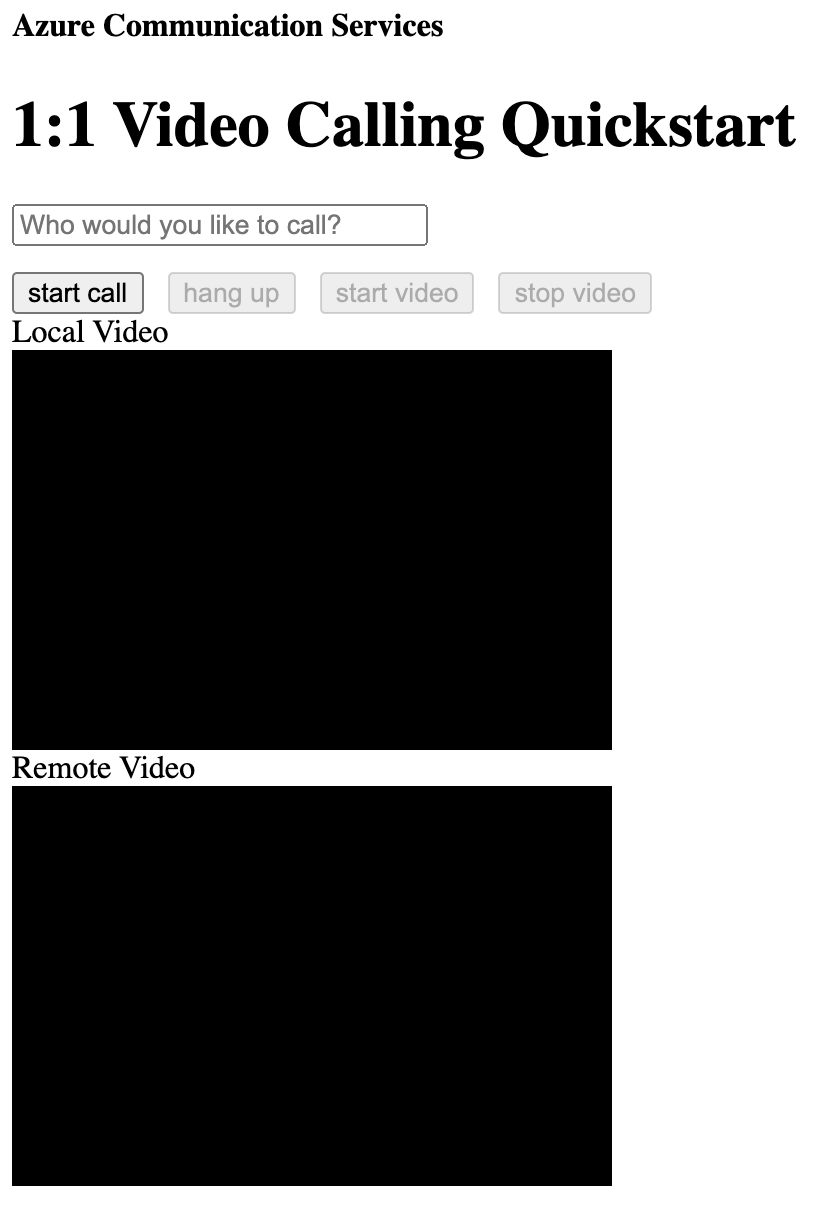 Azure Communication Services
1:1 Video Calling Quickstart
Who would you like to call?
start call hang up start video stop video
Local Video
Remote Video